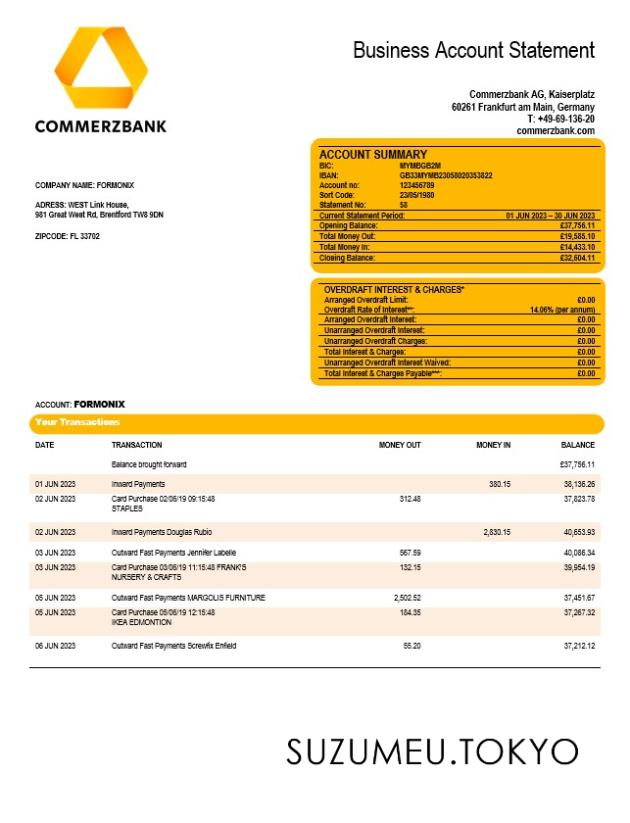 Business Account Statement
COMMERZBANK
Commerzbank AG, Kaiserplatz
60261 Frankfurt am Main, Germany
T: +49-69-136-20
commerzbank.com
COMPANY NAME: FORMONIX
ADRESS: WEST Link House,
981 Great West Rd, Brentford TW8 9DN
ZIPCODE: FL 33702
ACCOUNT SUMMARY
BIC: MYMBGB2M
IBAN: GB33MYMB23058020353822
Account no: 123456789
Sort Code: 23/05/1980
Statement No: 58
Current Statement Period: 01 JUN 2023 – 30 JUN 2023
Opening Balance: £37,756.11
Total Money Out: £19,585.10
Total Money In: £14,433.10
Closing Balance: £32,604.11
OVERDRAFT INTEREST & CHARGES*
Arranged Overdraft Limit: £0.00
Overdraft Rate of Interest**: 14.06% (per annum)
Arranged Overdraft Interest: £0.00
Unarranged Overdraft Interest: £0.00
Unarranged Overdraft Charges: £0.00
Total Interest & Charges: £0.00
Unarranged Overdraft Interest Waived: £0.00
Total Interest & Charges Payable***: £0.00
ACCOUNT: FORMONIX
Your Transactions
DATE TRANSACTION MONEY OUT MONEY IN BALANCE
Balance brought forward £37,756.11
01 JUN 2023 Inward Payments 380.15 38,136.26
02 JUN 2023 Card Purchase 02/06/19 09:15:48 312.48 37,823.78
STAPLES
02 JUN 2023 Inward Payments Douglas Rubio 2,830.15 40,653.93
03 JUN 2023 Outward Fast Payments Jennifer Labelle 567.59 40,086.34
03 JUN 2023 Card Purchase 03/06/19 11:15:48 FRANK'S 132.15 39,954.19
NURSERY & CRAFTS
05 JUN 2023 Outward Fast Payments MARGOLIS FURNITURE 2,502.52 37,451.67
05 JUN 2023 Card Purchase 05/06/19 12:15:48 184.35 37,267.32
IKEA EDMONTION
06 JUN 2023 Outward Fast Payments Screwfix Enfield 55.20 37,212.12
SUZUMEU.TOKYO